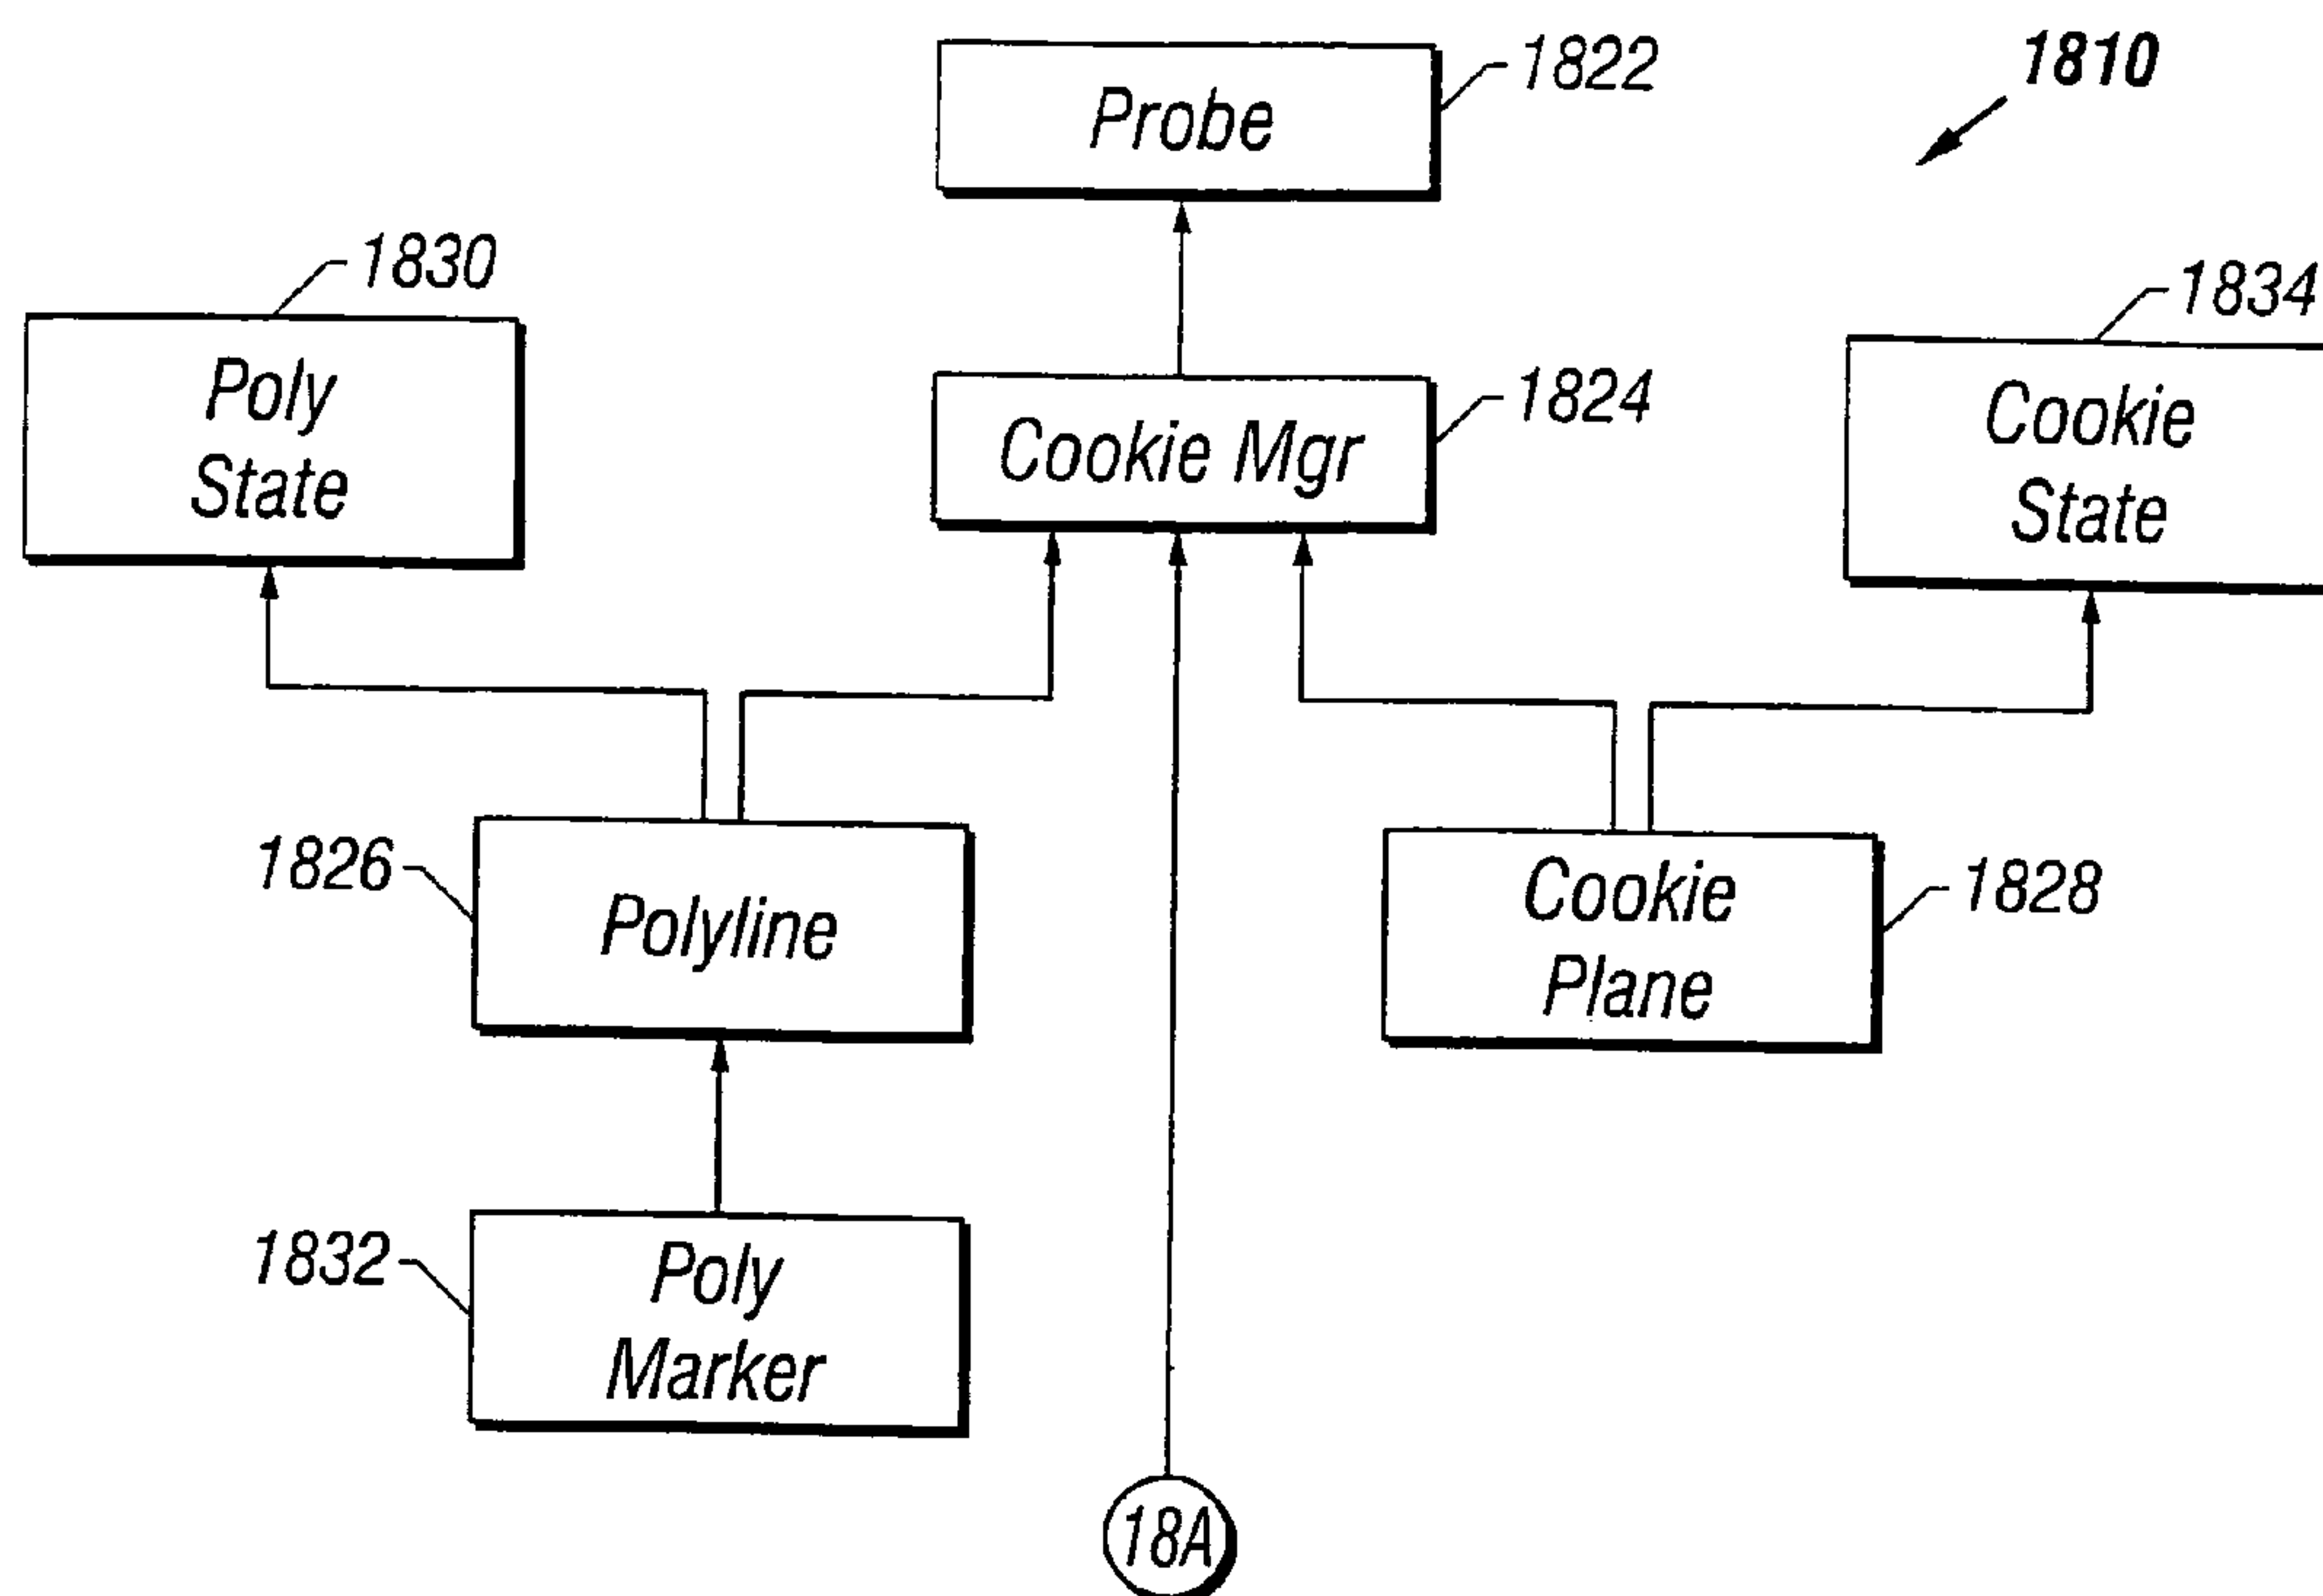 1810
Probe
1822
1830
Poly
State
1834
Cookie
State
Cookie Mgr
1824
1826
Polyline
Cookie
Plane
1828
1832
Poly
Marker
18A